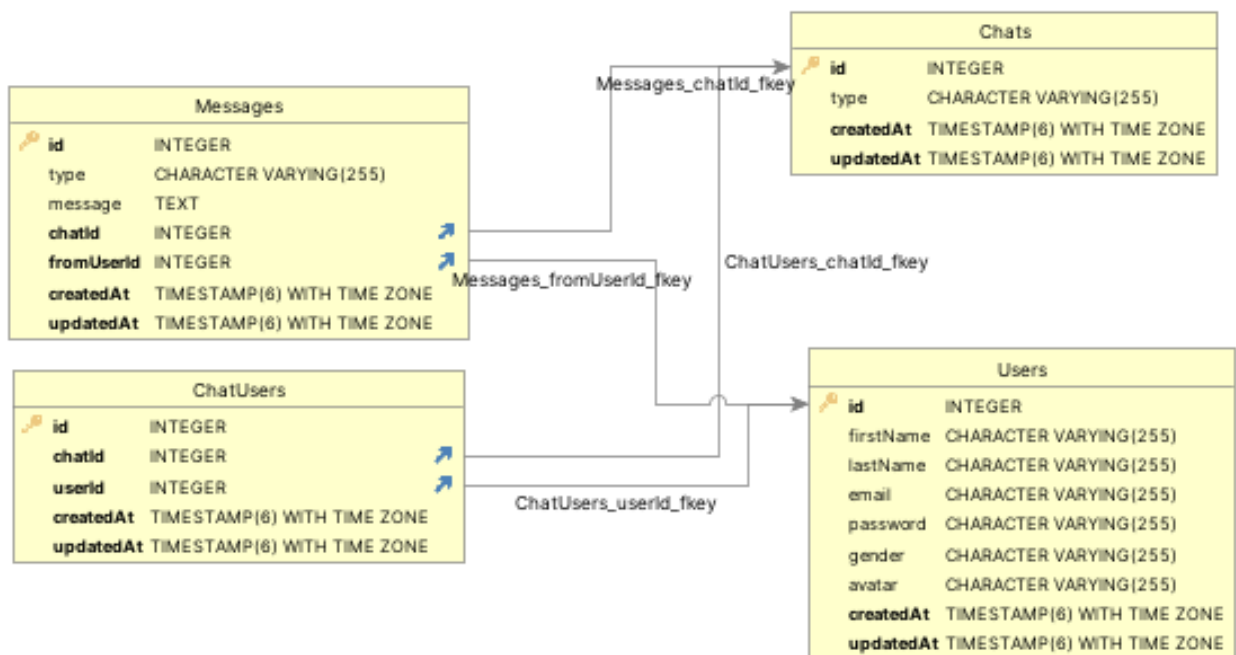 Chats
id INTEGER
type CHARACTER VARYING(255)
createdAt TIMESTAMP(6) WITH TIME ZONE
updatedAt TIMESTAMP(6) WITH TIME ZONE
Messages_chatId_fkey
Messages
id INTEGER
type CHARACTER VARYING(255)
message TEXT
chatId INTEGER
fromUserId INTEGER
createdAt TIMESTAMP(6) WITH TIME ZONE
updatedAt TIMESTAMP(6) WITH TIME ZONE
Messages_fromUserId_fkey
ChatUsers_chatId_fkey
ChatUsers
id INTEGER
chatId INTEGER
userId INTEGER
createdAt TIMESTAMP(6) WITH TIME ZONE
updatedAt TIMESTAMP(6) WITH TIME ZONE
ChatUsers_userId_fkey
Users
id INTEGER
firstName CHARACTER VARYING(255)
lastName CHARACTER VARYING(255)
email CHARACTER VARYING(255)
password CHARACTER VARYING(255)
gender CHARACTER VARYING(255)
avatar CHARACTER VARYING(255)
createdAt TIMESTAMP(6) WITH TIME ZONE
updatedAt TIMESTAMP(6) WITH TIME ZONE